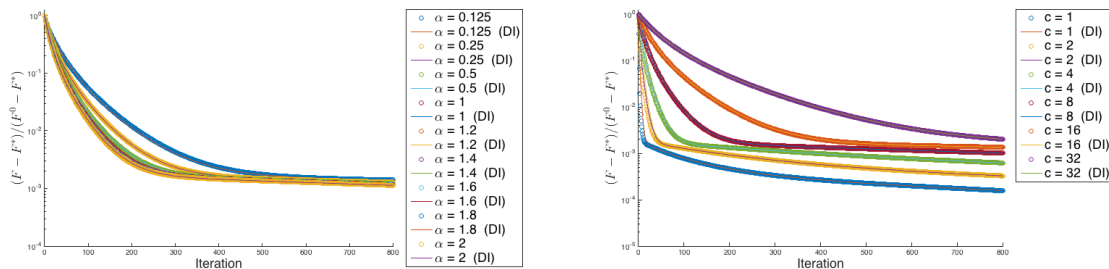 10^0
10^-1
10^-2
10^-3
10^-4
(F − F*)/(F^0 − F*)
0 100 200 300 400 500 600 700 800
Iteration
α = 0.125
α = 0.125 (DI)
α = 0.25
α = 0.25 (DI)
α = 0.5
α = 0.5 (DI)
α = 1
α = 1 (DI)
α = 1.2
α = 1.2 (DI)
α = 1.4
α = 1.4 (DI)
α = 1.6
α = 1.6 (DI)
α = 1.8
α = 1.8 (DI)
α = 2
α = 2 (DI)
10^0
10^-1
10^-2
10^-3
10^-4
10^-5
(F − F*)/(F^0 − F*)
0 100 200 300 400 500 600 700 800
Iteration
c = 1
c = 1 (DI)
c = 2
c = 2 (DI)
c = 4
c = 4 (DI)
c = 8
c = 8 (DI)
c = 16
c = 16 (DI)
c = 32
c = 32 (DI)